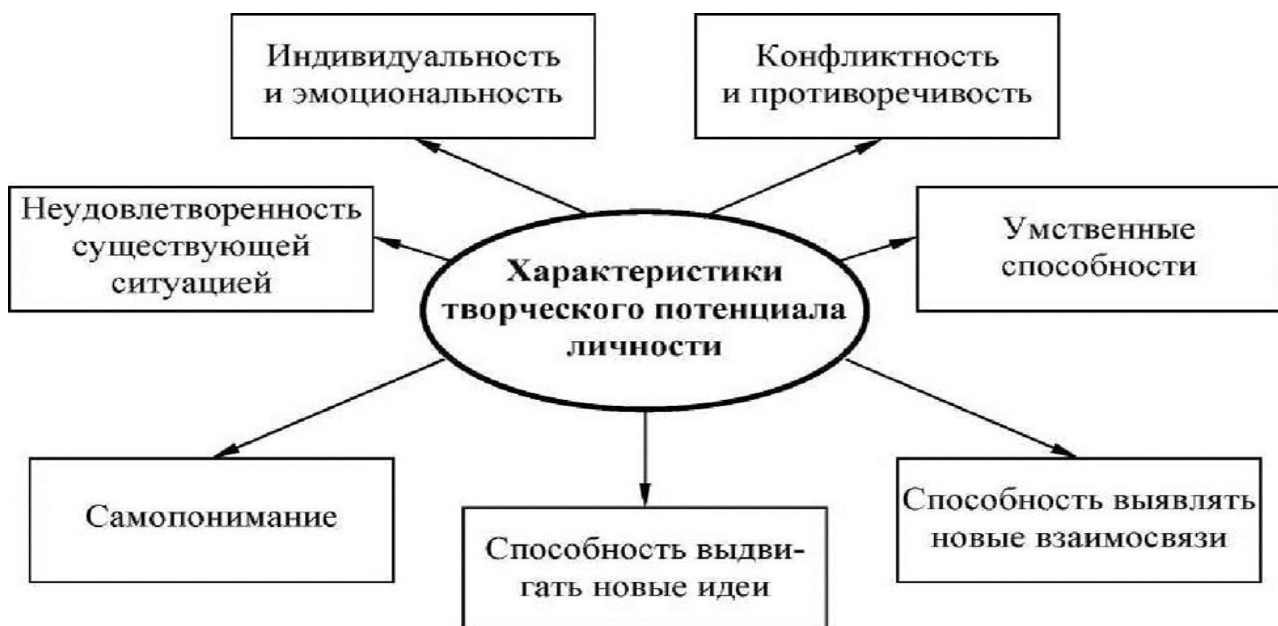 Индивидуальность
и эмоциональность
Конфликтность
и противоречивость
Неудовлетворенность
существующей
ситуацией
Умственные
способности
Характеристики
творческого потенциала
личности
Самопонимание
Способность выдви-
гать новые идеи
Способность выявлять
новые взаимосвязи